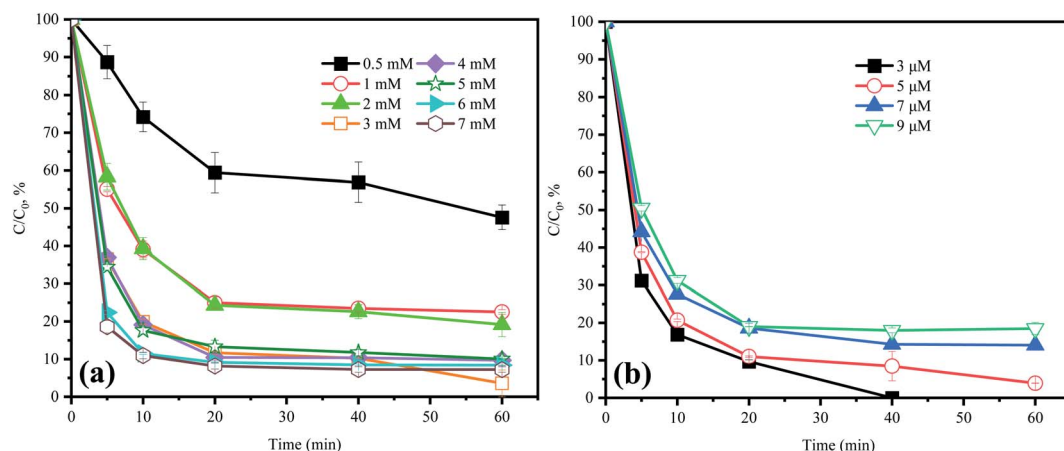 100
90
80
70
60
50
40
30
20
10
0
C/C0, %
0.5 mM
1 mM
2 mM
3 mM
4 mM
5 mM
6 mM
7 mM
(a)
0 10 20 30 40 50 60
Time (min)
100
90
80
70
60
50
40
30
20
10
0
C/C0, %
3 μM
5 μM
7 μM
9 μM
(b)
0 10 20 30 40 50 60
Time (min)